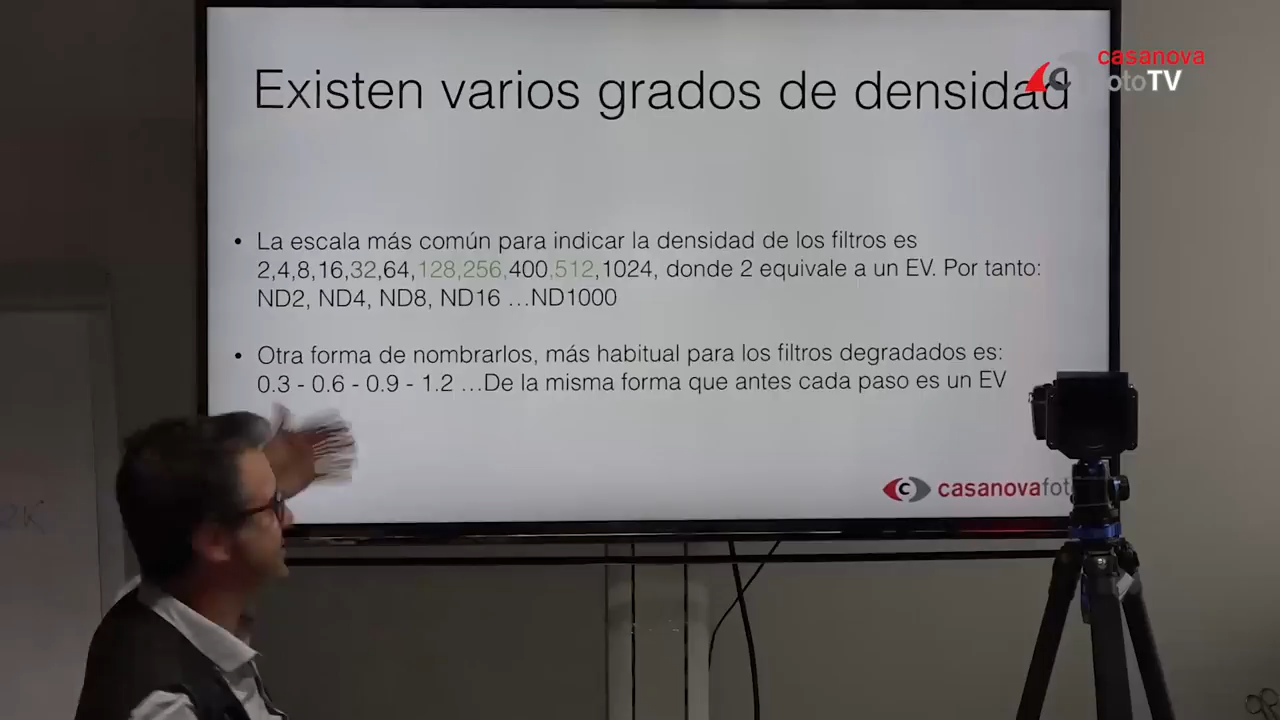 Existen varios grados de densidad
casanova
fotoTV
• La escala más común para indicar la densidad de los filtros es
2,4,8,16,32,64,128,256,400,512,1024, donde 2 equivale a un EV. Por tanto:
ND2, ND4, ND8, ND16 …ND1000
• Otra forma de nombrarlos, más habitual para los filtros degradados es:
0.3 - 0.6 - 0.9 - 1.2 …De la misma forma que antes cada paso es un EV
casanovafot